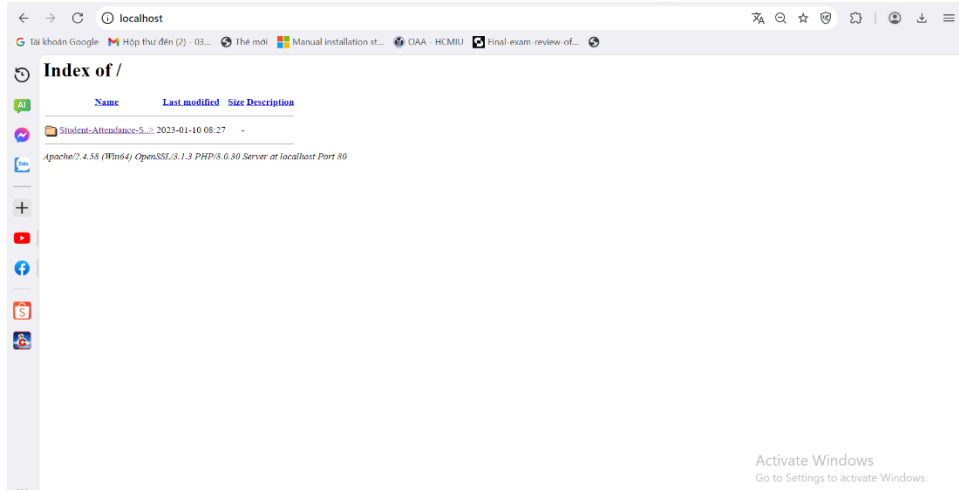 localhost
Tài khoản Google Hộp thư đến (2) - 03... Thẻ mới Manual installation st... OAA - HCMIU Final-exam-review-of...
Index of /
Name Last modified Size Description
Student-Attendance-S..> 2023-01-10 08:27 -
Apache/2.4.58 (Win64) OpenSSL/3.1.3 PHP/8.0.30 Server at localhost Port 80
AI
Zalo
Activate Windows
Go to Settings to activate Windows.